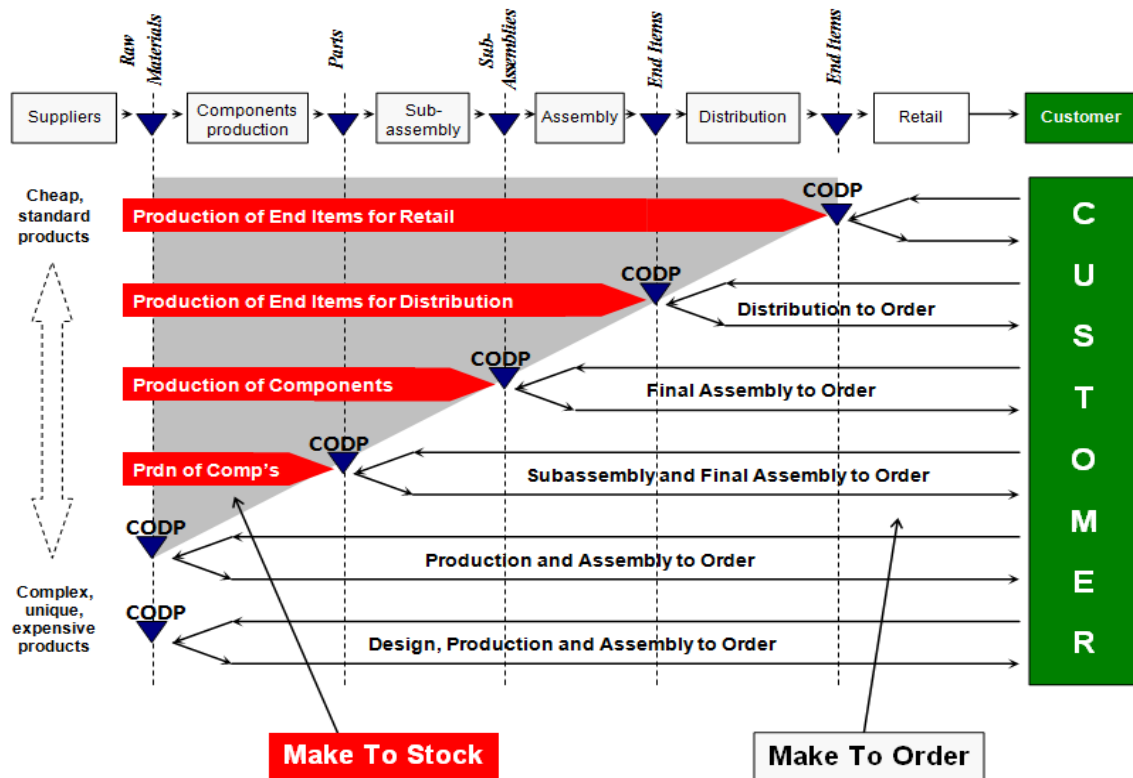 Raw
Materials
Parts
Sub-
Assemblies
End Items
End Items
Suppliers
Components
production
Sub-
assembly)
Assembly
Distribution
Retail
Customer
Cheap,
standard
products
Production of End Items for Retail
CODP
Production of End Items for Distribution
CODP
Distribution to Order
Production of Components
CODP
Final Assembly to Order
Prdn of Comp's
CODP
Subassembly and Final Assembly to Order
CODP
Production and Assembly to Order
Complex,
unique,
expensive
products
CODP
Design, Production and Assembly to Order
C
U
S
T
O
M
E
R
Make To Stock
Make To Order